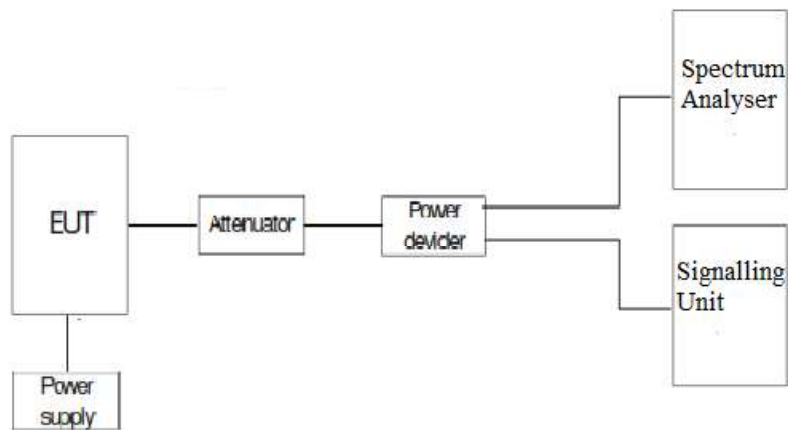 Spectrum
Analyser
EUT
Attenuator
Power
devider
Signalling
Unit
Power
supply